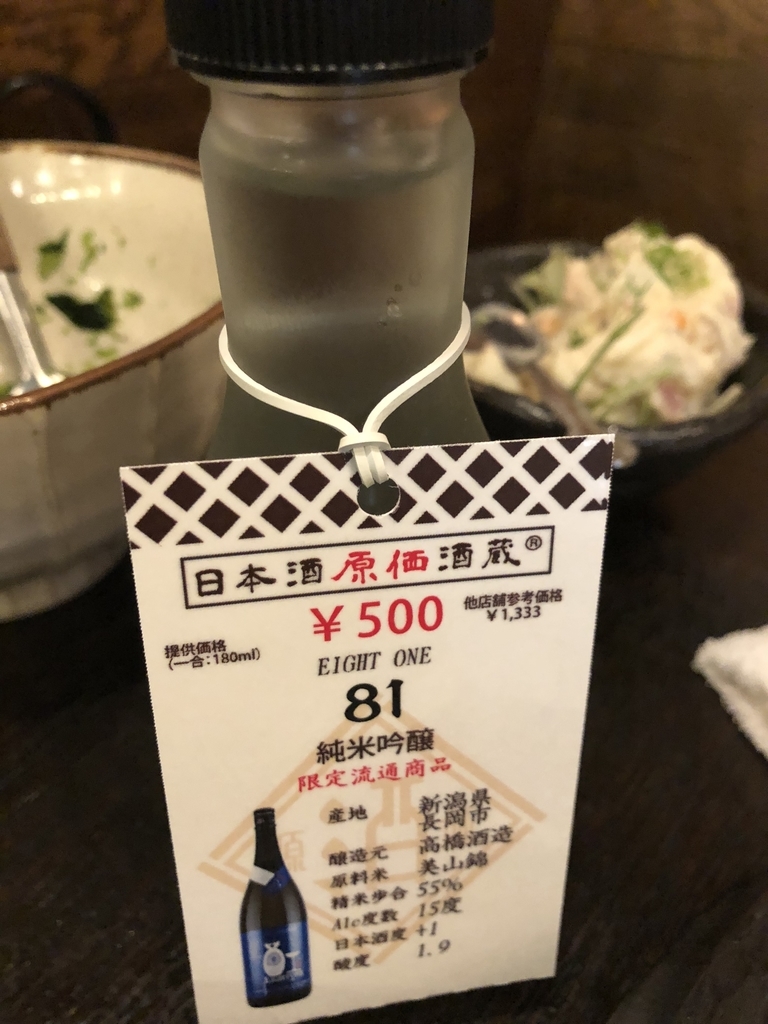 日本酒原価酒蔵®
提供価格
(一合:180ml)
¥500
他店舗参考価格
¥1,333
EIGHT ONE
81
純米吟醸
限定流通商品
産地 新潟県
長岡市
醸造元 高橋酒造
原料米 美山錦
精米歩合 55%
Alc度数 15度
日本酒度 +1
酸度 1.9